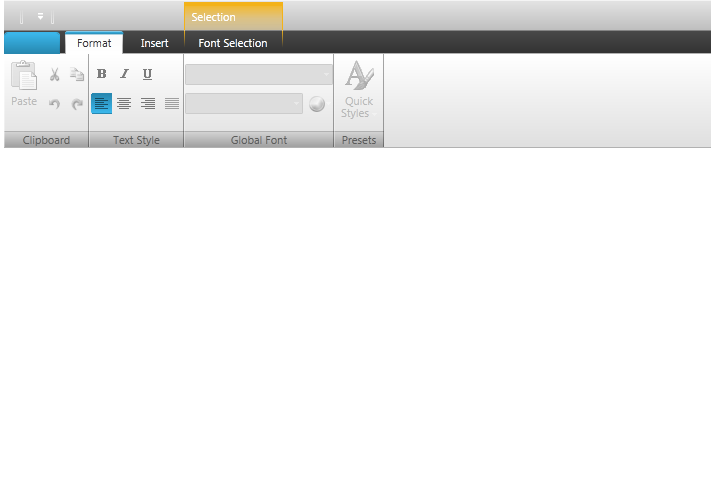 Selection
Format Insert Font Selection
B I U
Paste
Quick
Styles
Clipboard Text Style Global Font Presets